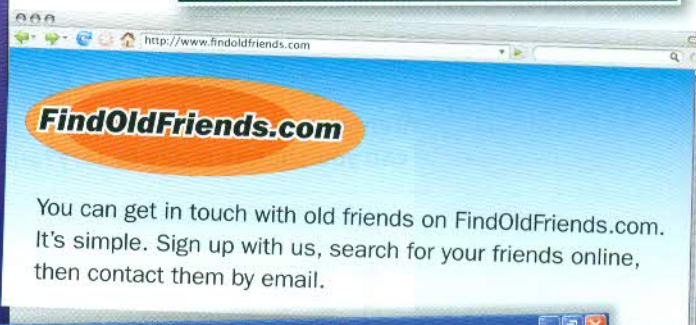 http://www.findoldfriends.com
FindOldFriends.com
You can get in touch with old friends on FindOldFriends.com.
It's simple. Sign up with us, search for your friends online,
then contact them by email.